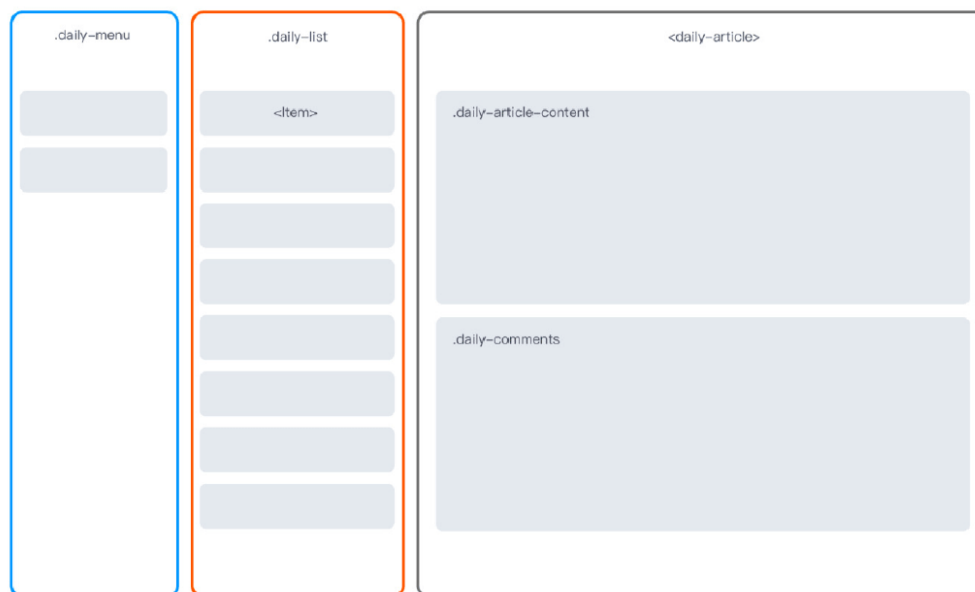 .daily-menu
.daily-list
<daily-article>
<Item>
.daily-article-content
.daily-comments